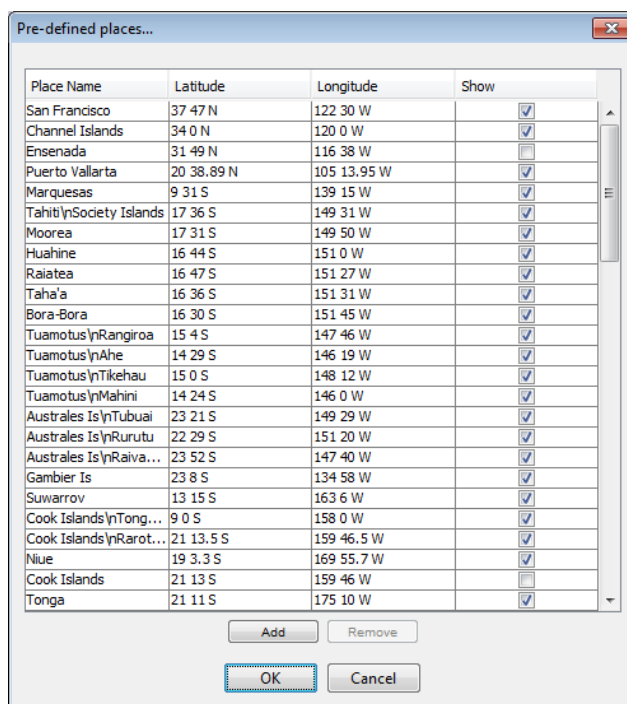 Pre-defined places...
Place Name Latitude Longitude Show
San Francisco 37 47 N 122 30 W
Channel Islands 34 0 N 120 0 W
Ensenada 31 49 N 116 38 W
Puerto Vallarta 20 38.89 N 105 13.95 W
Marquesas 9 31 S 139 15 W
Tahiti\nSociety Islands 17 36 S 149 31 W
Moorea 17 31 S 149 50 W
Huahine 16 44 S 151 0 W
Raiatea 16 47 S 151 27 W
Taha'a 16 36 S 151 31 W
Bora-Bora 16 30 S 151 45 W
Tuamotus\nRangiroa 15 4 S 147 46 W
Tuamotus\nAhe 14 29 S 146 19 W
Tuamotus\nTikehau 15 0 S 148 12 W
Tuamotus\nMahini 14 24 S 146 0 W
Australes Is\nTubuai 23 21 S 149 29 W
Australes Is\nRurutu 22 29 S 151 20 W
Australes Is\nRaiva... 23 52 S 147 40 W
Gambier Is 23 8 S 134 58 W
Suwarrov 13 15 S 163 6 W
Cook Islands\nTong... 9 0 S 158 0 W
Cook Islands\nRarot... 21 13.5 S 159 46.5 W
Niue 19 3.3 S 169 55.7 W
Cook Islands 21 13 S 159 46 W
Tonga 21 11 S 175 10 W
Add Remove
OK Cancel